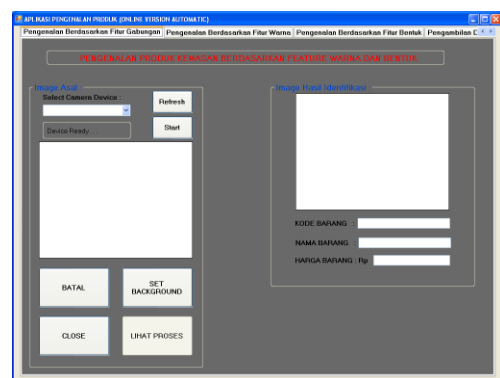 APLIKASI PENGENALAN PRODUK (ONLINE VERSION AUTOMATIC)
Pengenalan Berdasarkan Fitur Gabungan Pengenalan Berdasarkan Fitur Warna Pengenalan Berdasarkan Fitur Bentuk Pengambilan
PENGENALAN PRODUK KEMASAN BERDASARKAN FEATURE WARNA DAN BENTUK
Image Asal :
Select Camera Device :
Refresh
Device Ready ...
Start
BATAL
SET BACKGROUND
CLOSE
LIHAT PROSES
Image Hasil Identifikasi
KODE BARANG :
NAMA BARANG :
HARGA BARANG : Rp